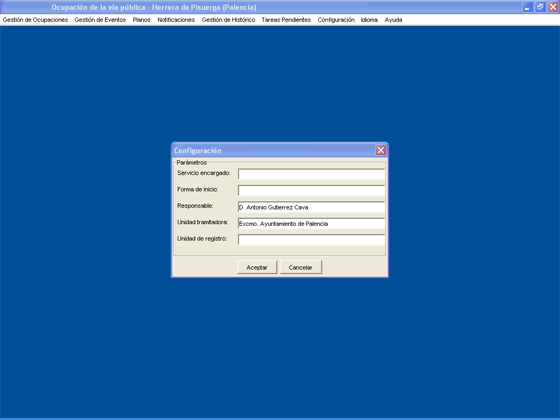 Ocupación de la vía pública - Herrera de Pisuerga (Palencia)
Gestión de Ocupaciones Gestión de Eventos Planos Notificaciones Gestión de Histórico Tareas Pendientes Configuración Idioma Ayuda
Configuración
Parámetros
Servicio encargado:
Forma de inicio:
Responsable: D. Antonio Gutierrez Cava
Unidad tramitadora: Excmo. Ayuntamiento de Palencia
Unidad de registro:
Aceptar Cancelar